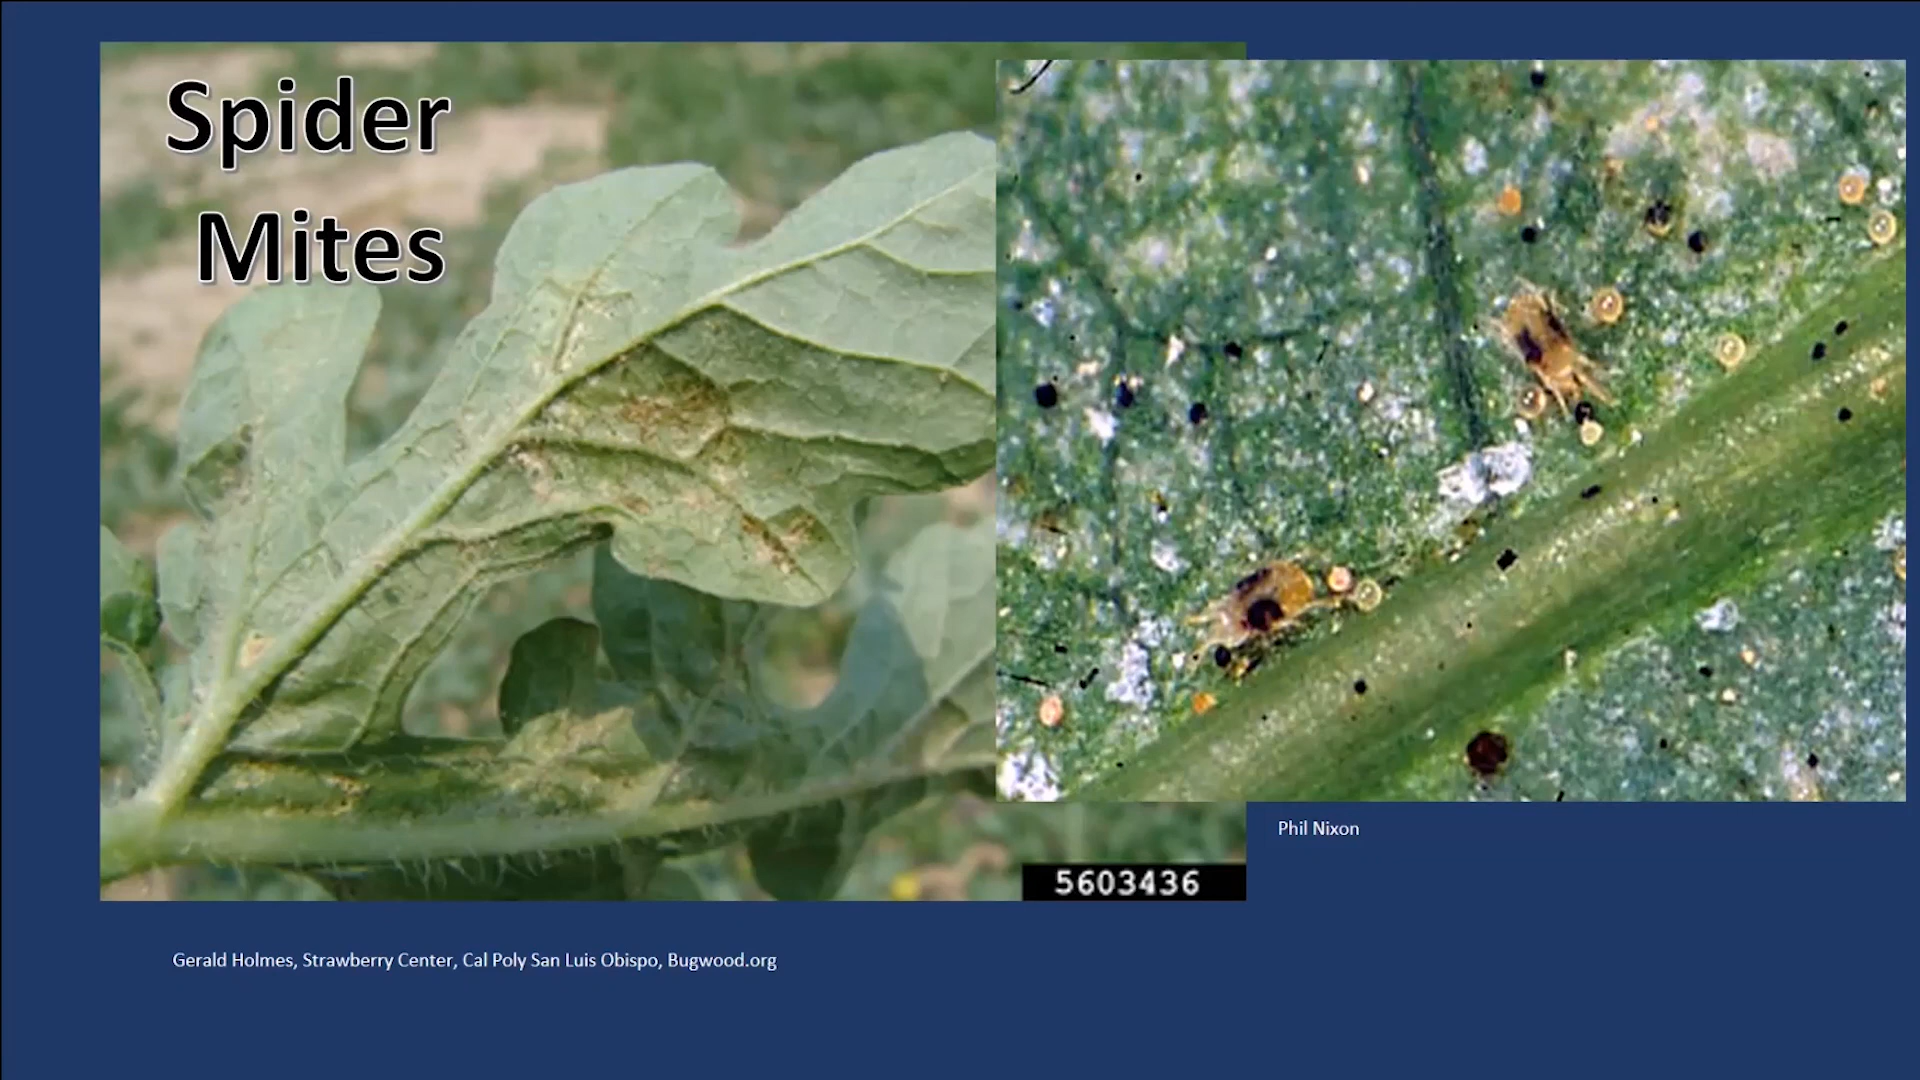 Spider
Mites
5603436
Phil Nixon
Gerald Holmes, Strawberry Center, Cal Poly San Luis Obispo, Bugwood.org